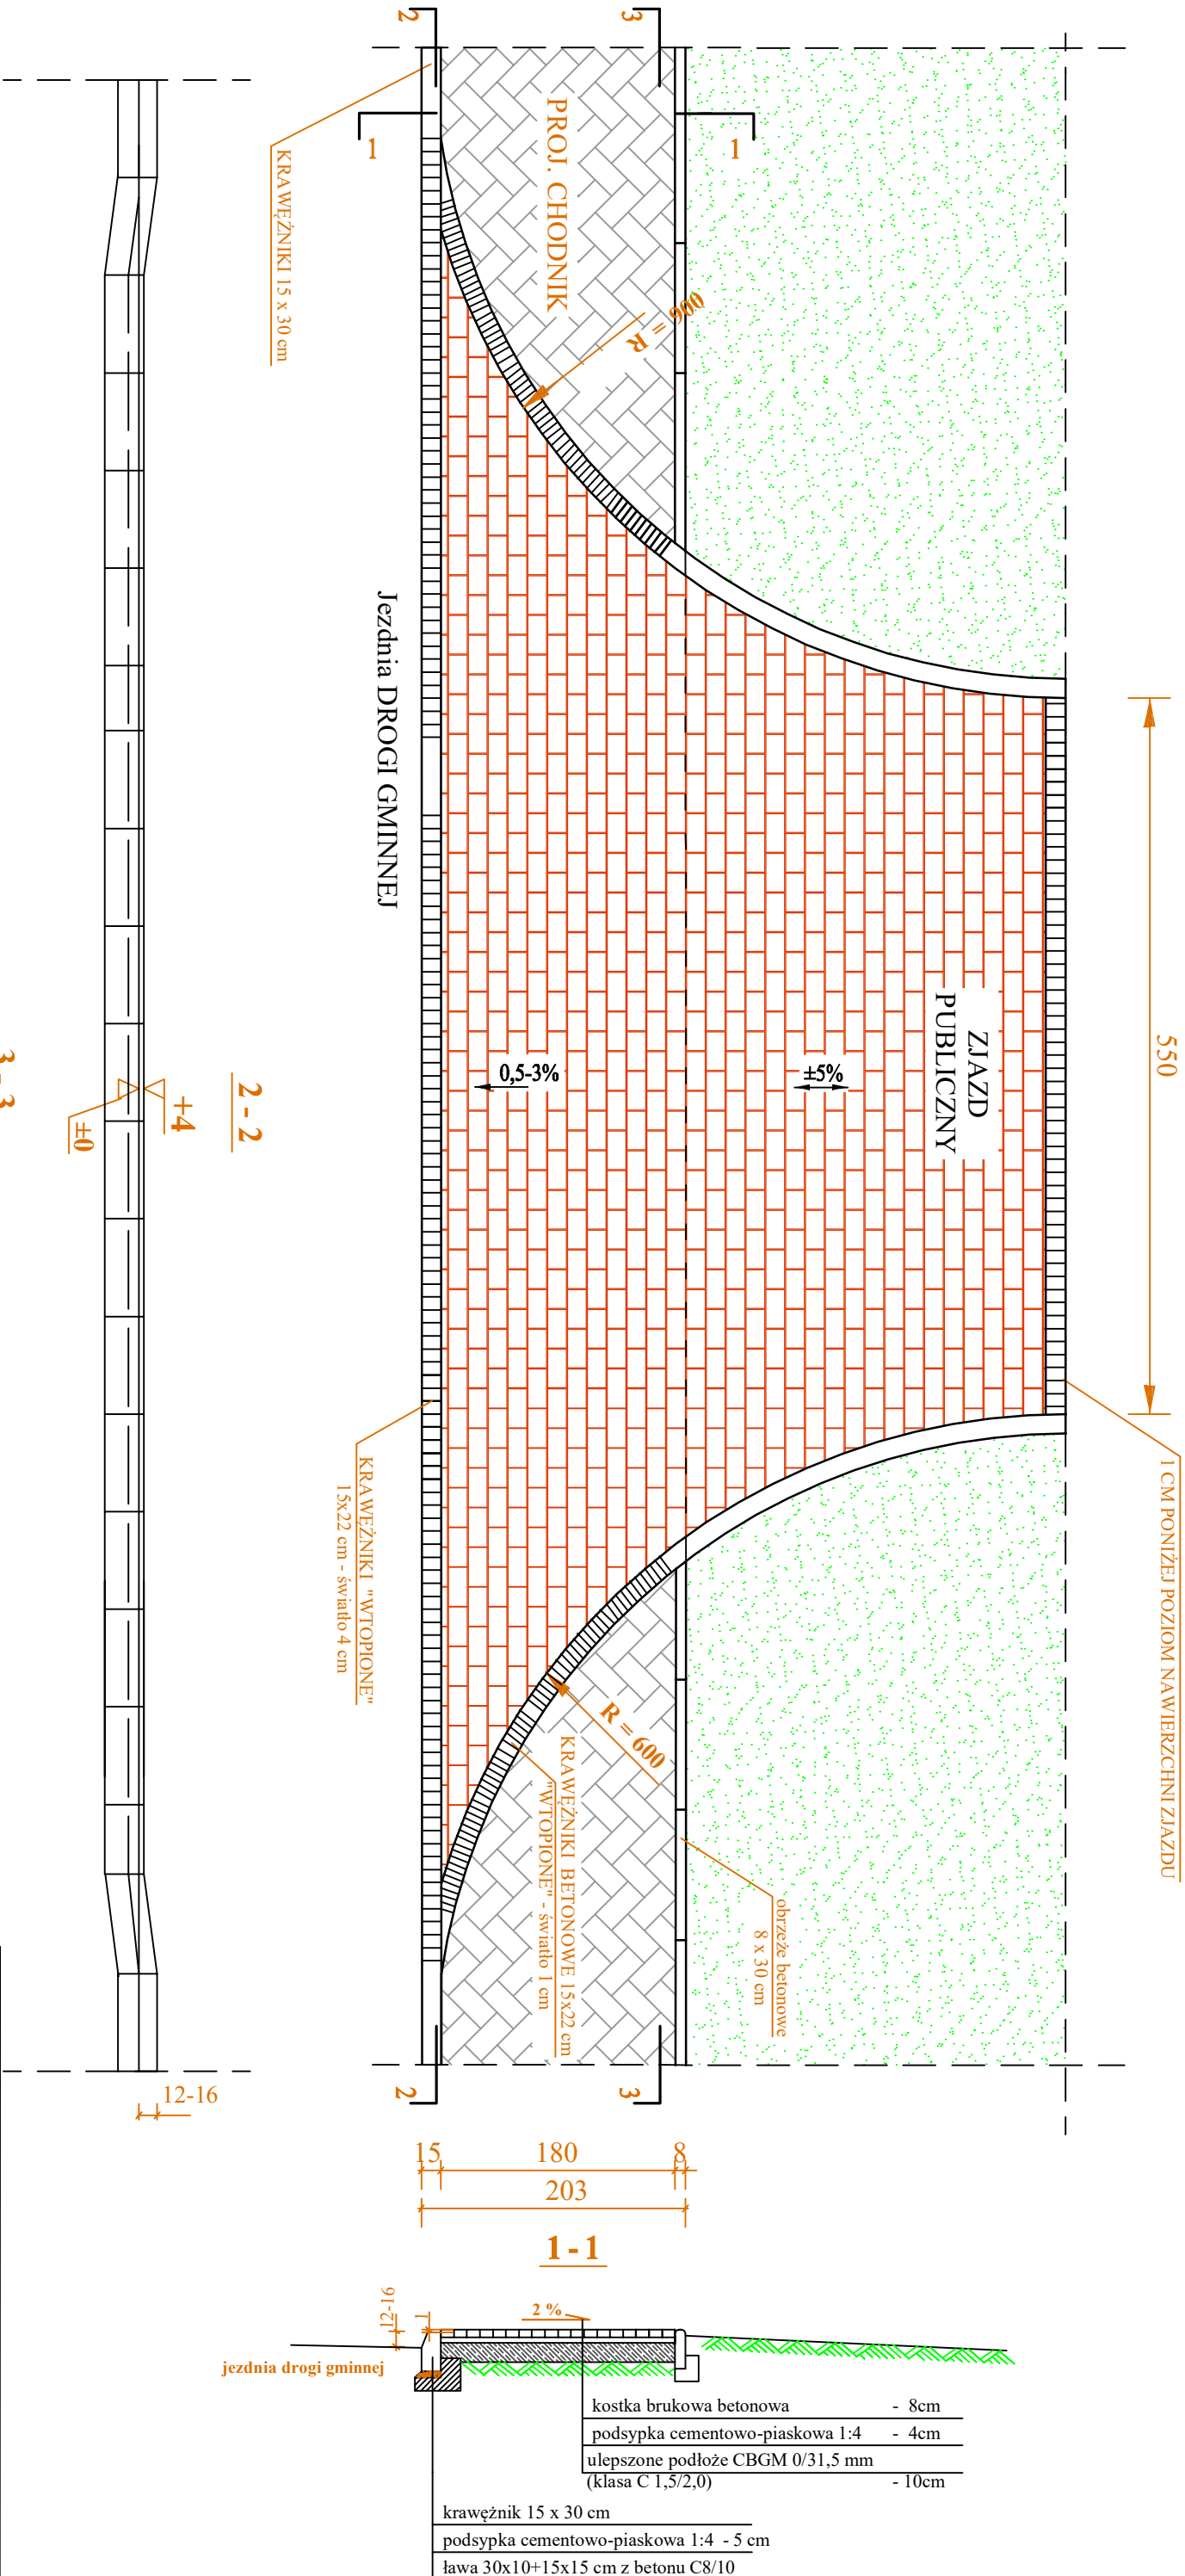 2
3
1
1
KRAWĘŻNIKI 15 x 30 cm
PROJ. CHODNIK
R = 900
Jezdnia DROGI GMINNEJ
550
ZJAZD
PUBLICZNY
0,5-3%
±5%
2 - 2
+4
±0
3 - 3
1 CM PONIŻEJ POZIOM NAWIERZCHNI ZJAZDU
KRAWĘŻNIKI "WTOPIONE"
15x22 cm - światło 4 cm
R = 600
KRAWĘŻNIKI BETONOWE 15x22 cm
"WTOPIONE" - światło 1 cm
obrzeże betonowe
8 x 30 cm
2
3
12-16
15
180
8
203
1 - 1
12-16
1
2 %
jezdnia drogi gminnej
kostka brukowa betonowa - 8cm
podsypka cementowo-piaskowa 1:4 - 4cm
ulepszone podłoże CBGM 0/31,5 mm
(klasa C 1,5/2,0) - 10cm
krawężnik 15 x 30 cm
podsypka cementowo-piaskowa 1:4 - 5 cm
ława 30x10+15x15 cm z betonu C8/10